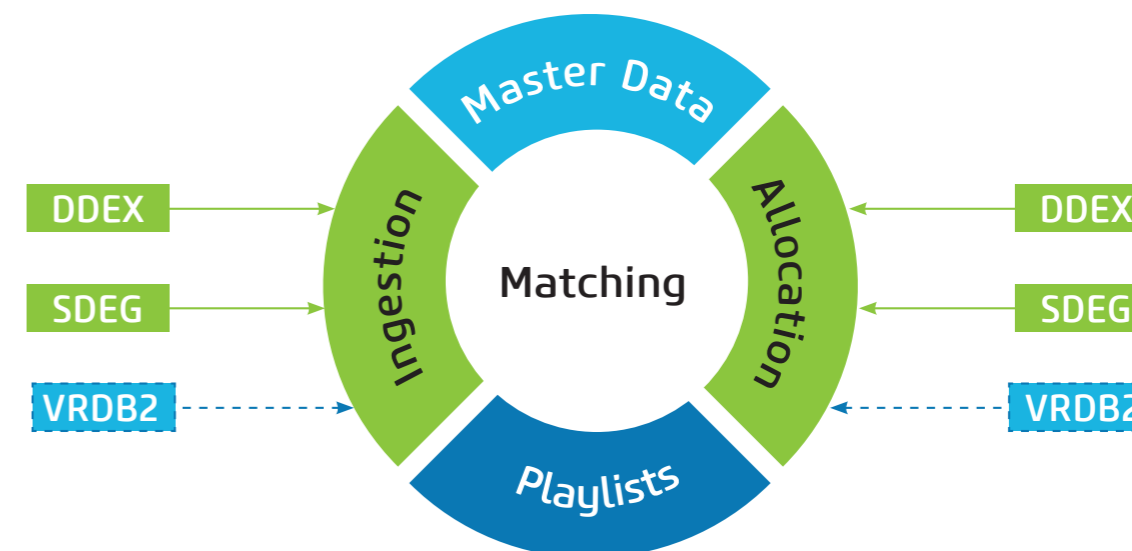 Master Data
Ingestion
Allocation
Matching
Playlists
DDEX
SDEG
VRDB2
DDEX
SDEG
VRDB2